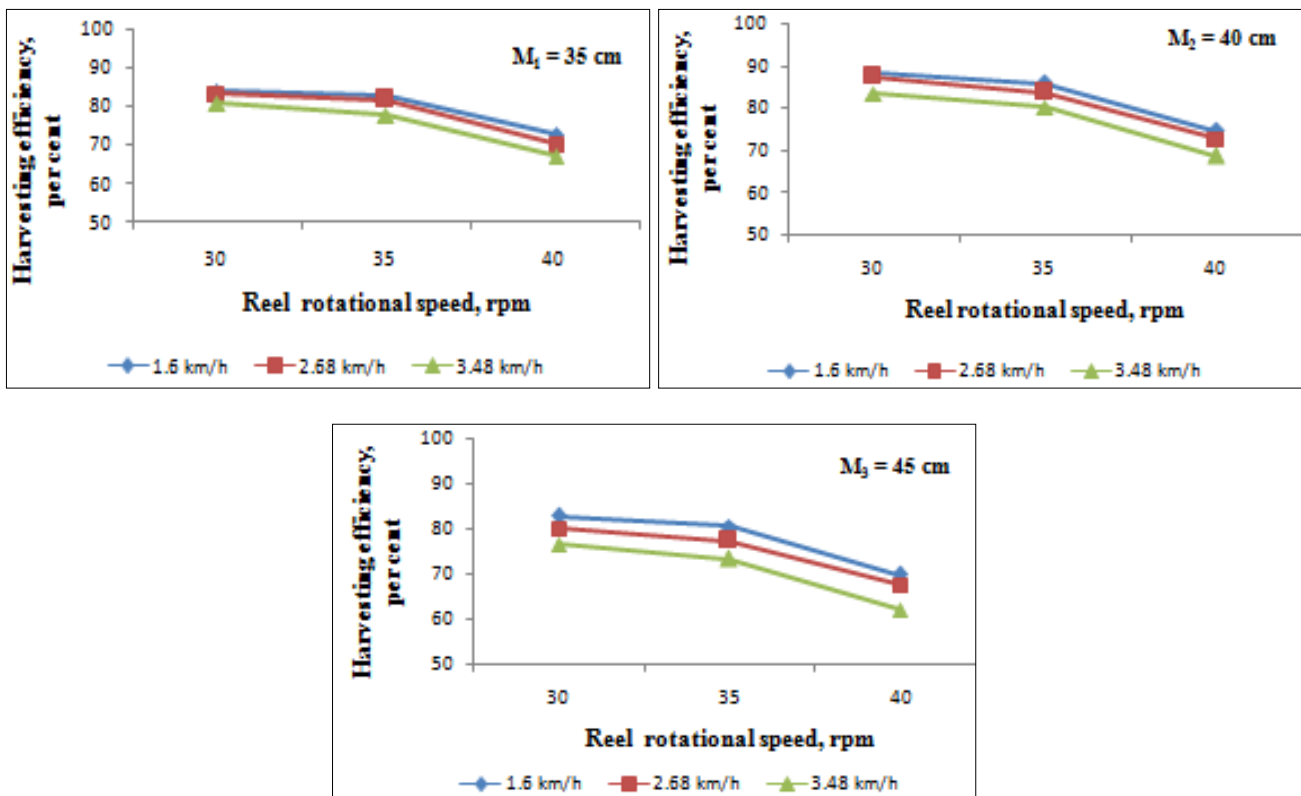 Harvesting efficiency,
per cent
100
90
80
70
60
50
M₁ = 35 cm
30 35 40
Reel rotational speed, rpm
1.6 km/h 2.68 km/h 3.48 km/h
Harvesting efficiency,
per cent
100
90
80
70
60
50
M₂ = 40 cm
30 35 40
Reel rotational speed, rpm
1.6 km/h 2.68 km/h 3.48 km/h
Harvesting efficiency,
per cent
100
90
80
70
60
50
M₃ = 45 cm
30 35 40
Reel rotational speed, rpm
1.6 km/h 2.68 km/h 3.48 km/h